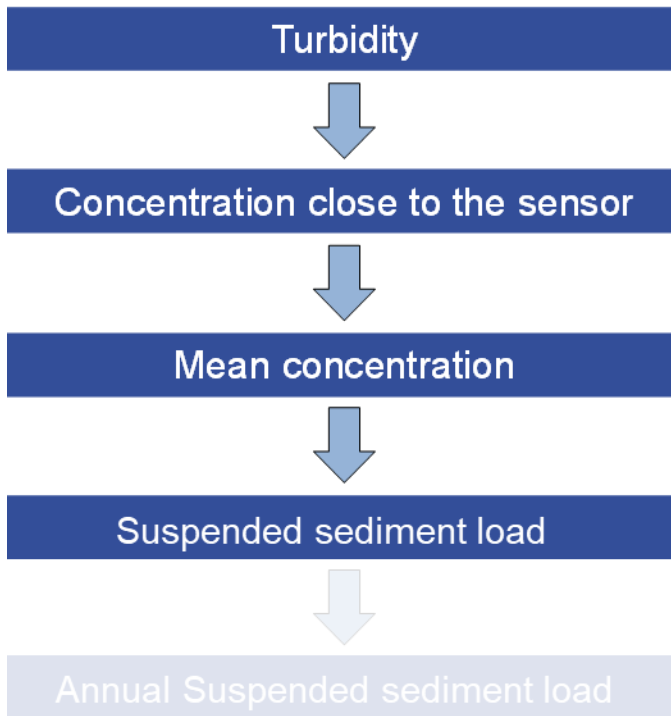 Turbidity
Concentration close to the sensor
Mean concentration
Suspended sediment load
Annual Suspended sediment load